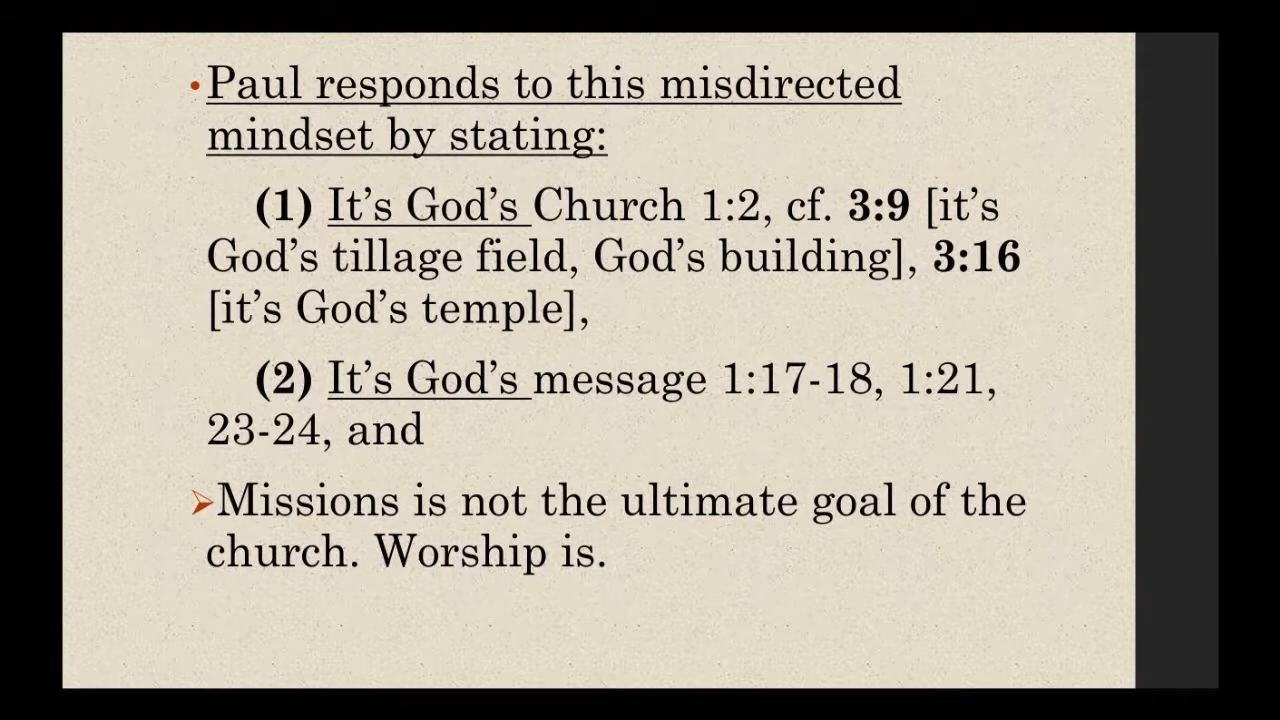 • Paul responds to this misdirected
mindset by stating:
(1) It’s God’s Church 1:2, cf. 3:9 [it’s
God’s tillage field, God’s building], 3:16
[it’s God’s temple],
(2) It’s God’s message 1:17-18, 1:21,
23-24, and
➢Missions is not the ultimate goal of the
church. Worship is.